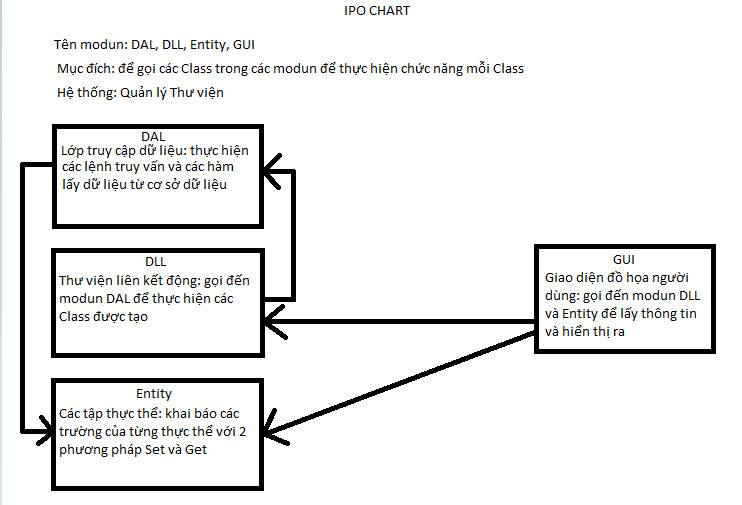 IPO CHART
Tên modun: DAL, DLL, Entity, GUI
Mục đích: để gọi các Class trong các modun để thực hiện chức năng mỗi Class
Hệ thống: Quản lý Thư viện
DAL
Lớp truy cập dữ liệu: thực hiện
các lệnh truy vấn và các hàm
lấy dữ liệu từ cơ sở dữ liệu
DLL
Thư viện liên kết động: gọi đến
modun DAL để thực hiện các
Class được tạo
GUI
Giao diện đồ họa người
dùng: gọi đến modun DLL
và Entity để lấy thông tin
và hiển thị ra
Entity
Các tập thực thể: khai báo các
trường của từng thực thể với 2
phương pháp Set và Get